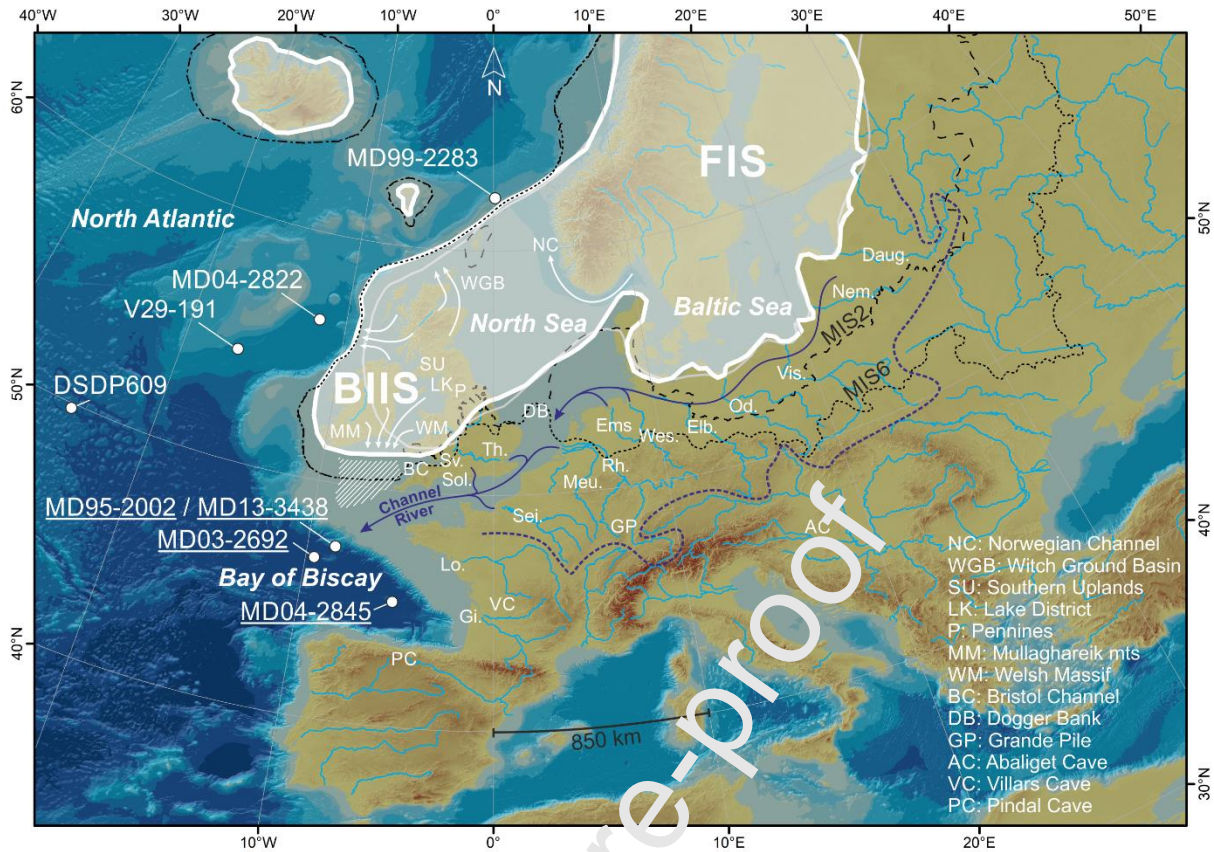 40°W 30°W 20°W 10°W 0° 10°E 20°E 30°E 40°E 50°E
60°N
50°N
40°N
N
MD99-2283
FIS
North Atlantic
NC
MD04-2822
V29-191
WGB
North Sea
Baltic Sea
Daug.
Nem.
50°N
DSDP609
SU
LK
P
BIIS
MM
WM
DB
MIS2
MIS6
Vis.
Od.
Elb.
Wes.
Ems
BC
Sv.
Th.
Sol.
Rh.
Meu.
Channel
River
MD95-2002 / MD13-3438
MD03-2692
Bay of Biscay
MD04-2845
Sei.
GP
AC
Lo.
VC
Gi.
PC
850 km
40°N
30°N
NC: Norwegian Channel
WGB: Witch Ground Basin
SU: Southern Uplands
LK: Lake District
P: Pennines
MM: Mullaghareik mts
WM: Welsh Massif
BC: Bristol Channel
DB: Dogger Bank
GP: Grande Pile
AC: Abaliget Cave
VC: Villars Cave
PC: Pindal Cave
re-proof
10°W 0° 10°E 20°E